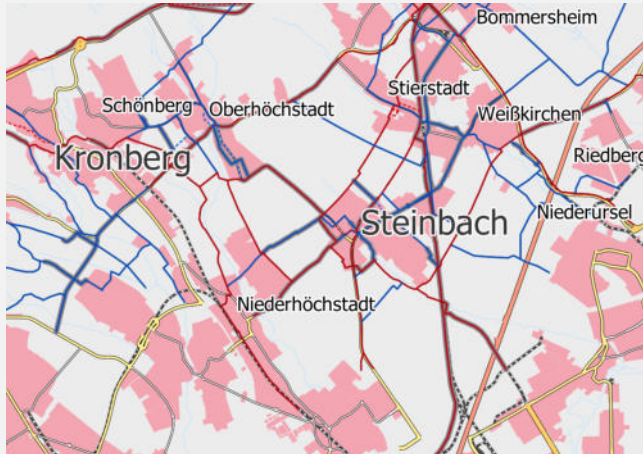 Bommersheim
Stierstadt
Schönberg
Oberhöchstadt
Weißkirchen
Kronberg
Riedberg
Steinbach
Niederursel
Niederhöchstadt